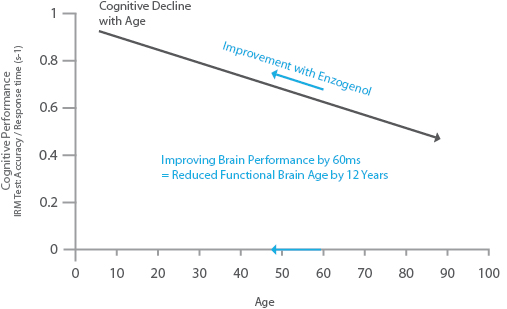 Cognitive Decline
with Age
Improvement with Enzogenol
Improving Brain Performance by 60ms
= Reduced Functional Brain Age by 12 Years
Cognitive Performance
IRM Test: Accuracy / Response time (s-1)
1
0.8
0.6
0.4
0.2
0
0 10 20 30 40 50 60 70 80 90 100
Age